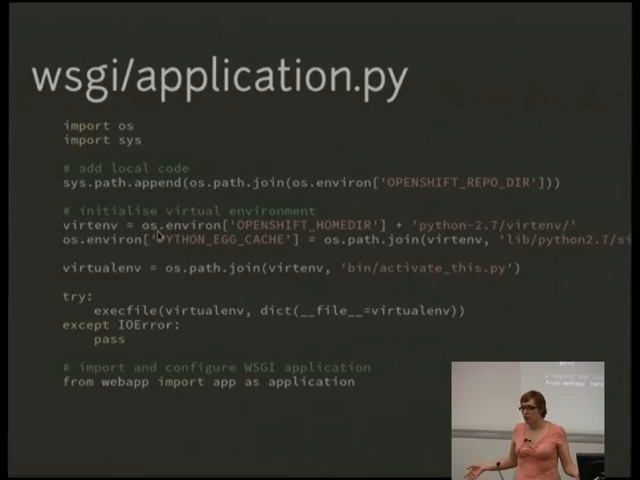 wsgi/application.py
import os
import sys
# add local code
sys.path.append(os.path.join(os.environ['OPENSHIFT_REPO_DIR']))
# initialise virtual environment
virtenv = os.environ['OPENSHIFT_HOMEDIR'] + 'python-2.7/virtenv/'
os.environ['PYTHON_EGG_CACHE'] = os.path.join(virtenv, 'lib/python2.7/si
virtualenv = os.path.join(virtenv, 'bin/activate_this.py')
try:
execfile(virtualenv, dict(__file__=virtualenv))
except IOError:
pass
# import and configure WSGI application
from webapp import app as application